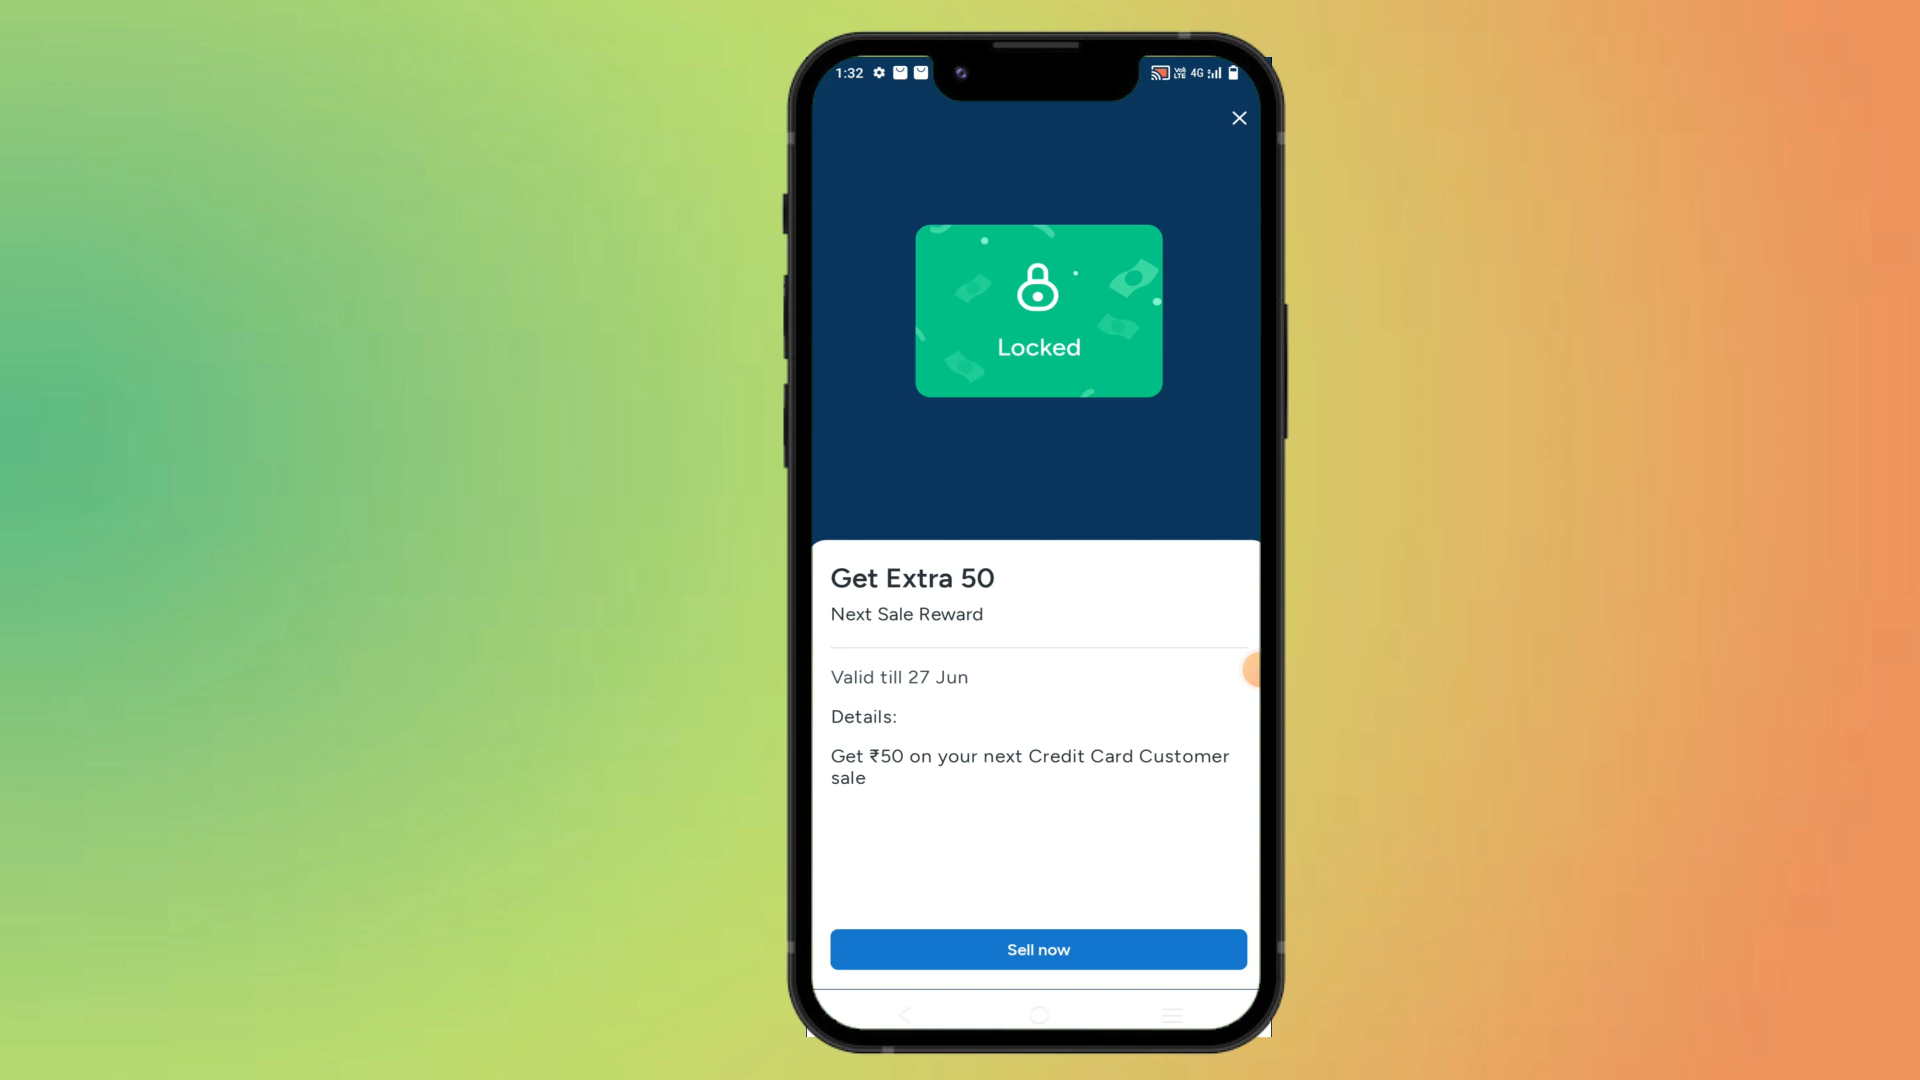 1:32
4G
Locked
Get Extra 50
Next Sale Reward
Valid till 27 Jun
Details:
Get ₹50 on your next Credit Card Customer
sale
Sell now